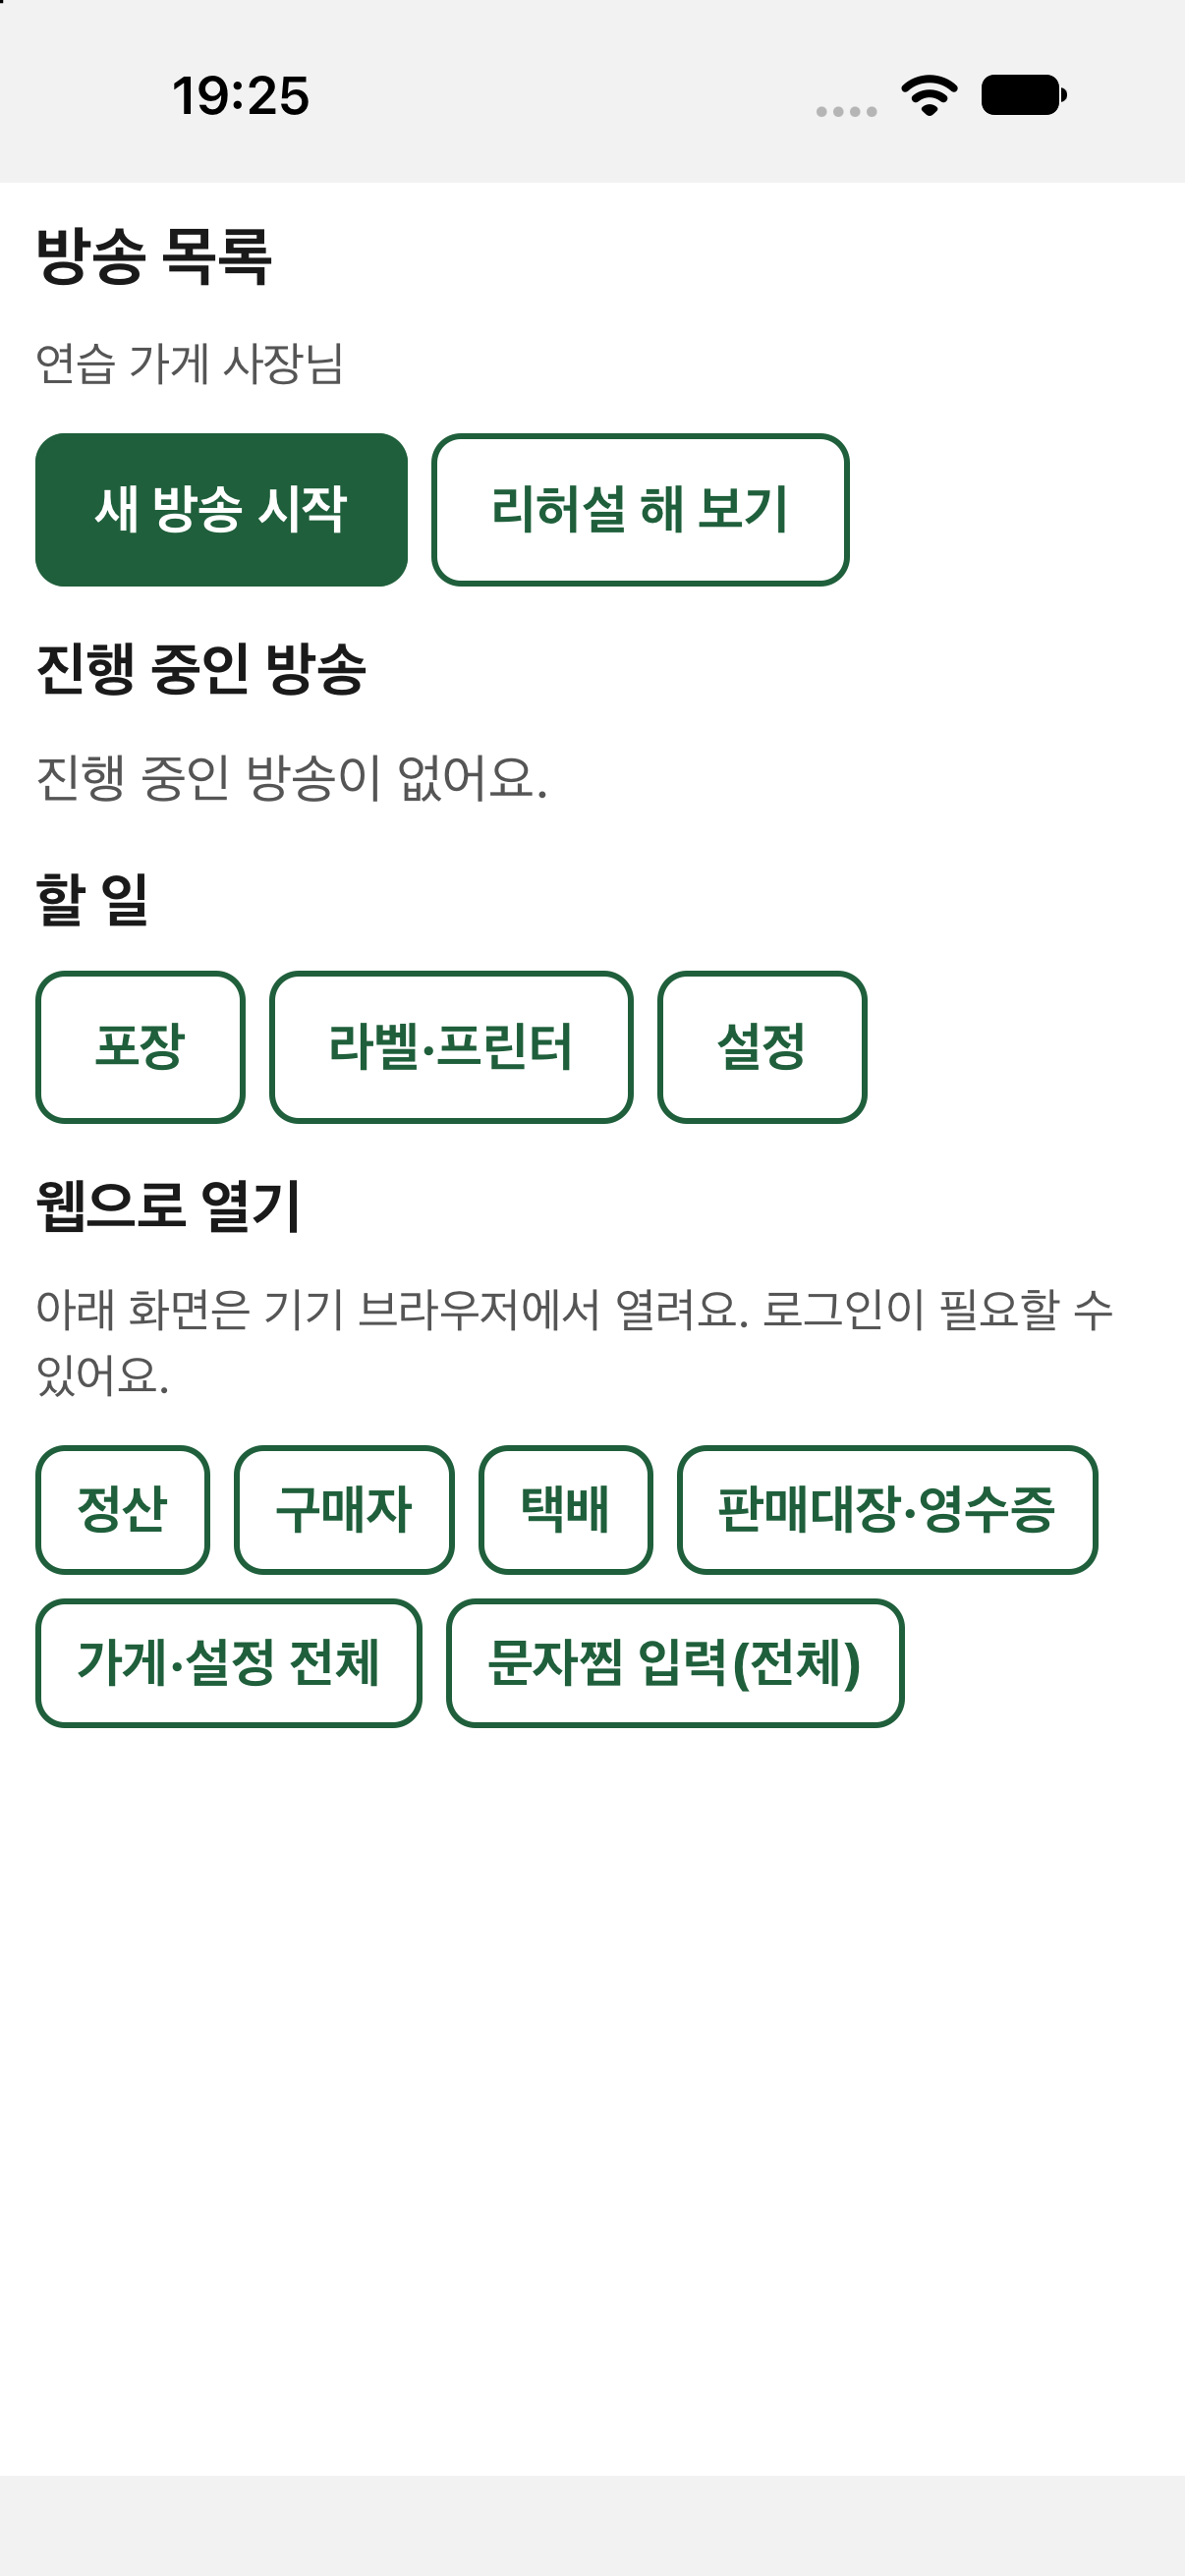 19:25
방송 목록
연습 가게 사장님
새 방송 시작 리허설 해 보기
진행 중인 방송
진행 중인 방송이 없어요.
할 일
포장 라벨·프린터 설정
웹으로 열기
아래 화면은 기기 브라우저에서 열려요. 로그인이 필요할 수
있어요.
정산 구매자 택배 판매대장·영수증
가게·설정 전체 문자찜 입력(전체)